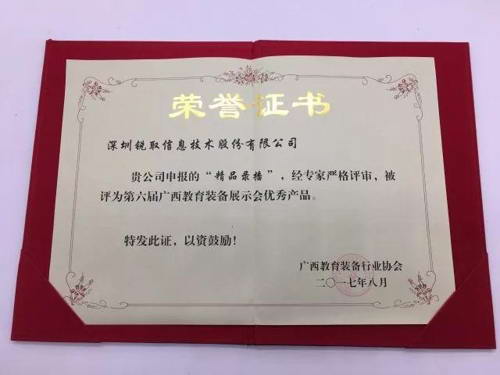 荣誉证书
深圳锐取信息技术股份有限公司
贵公司申报的“精品录播”，经专家严格评审，被
评为第六届广西教育装备展示会优秀产品。
特发此证，以资鼓励！
广西教育装备行业协会
二〇一七年八月